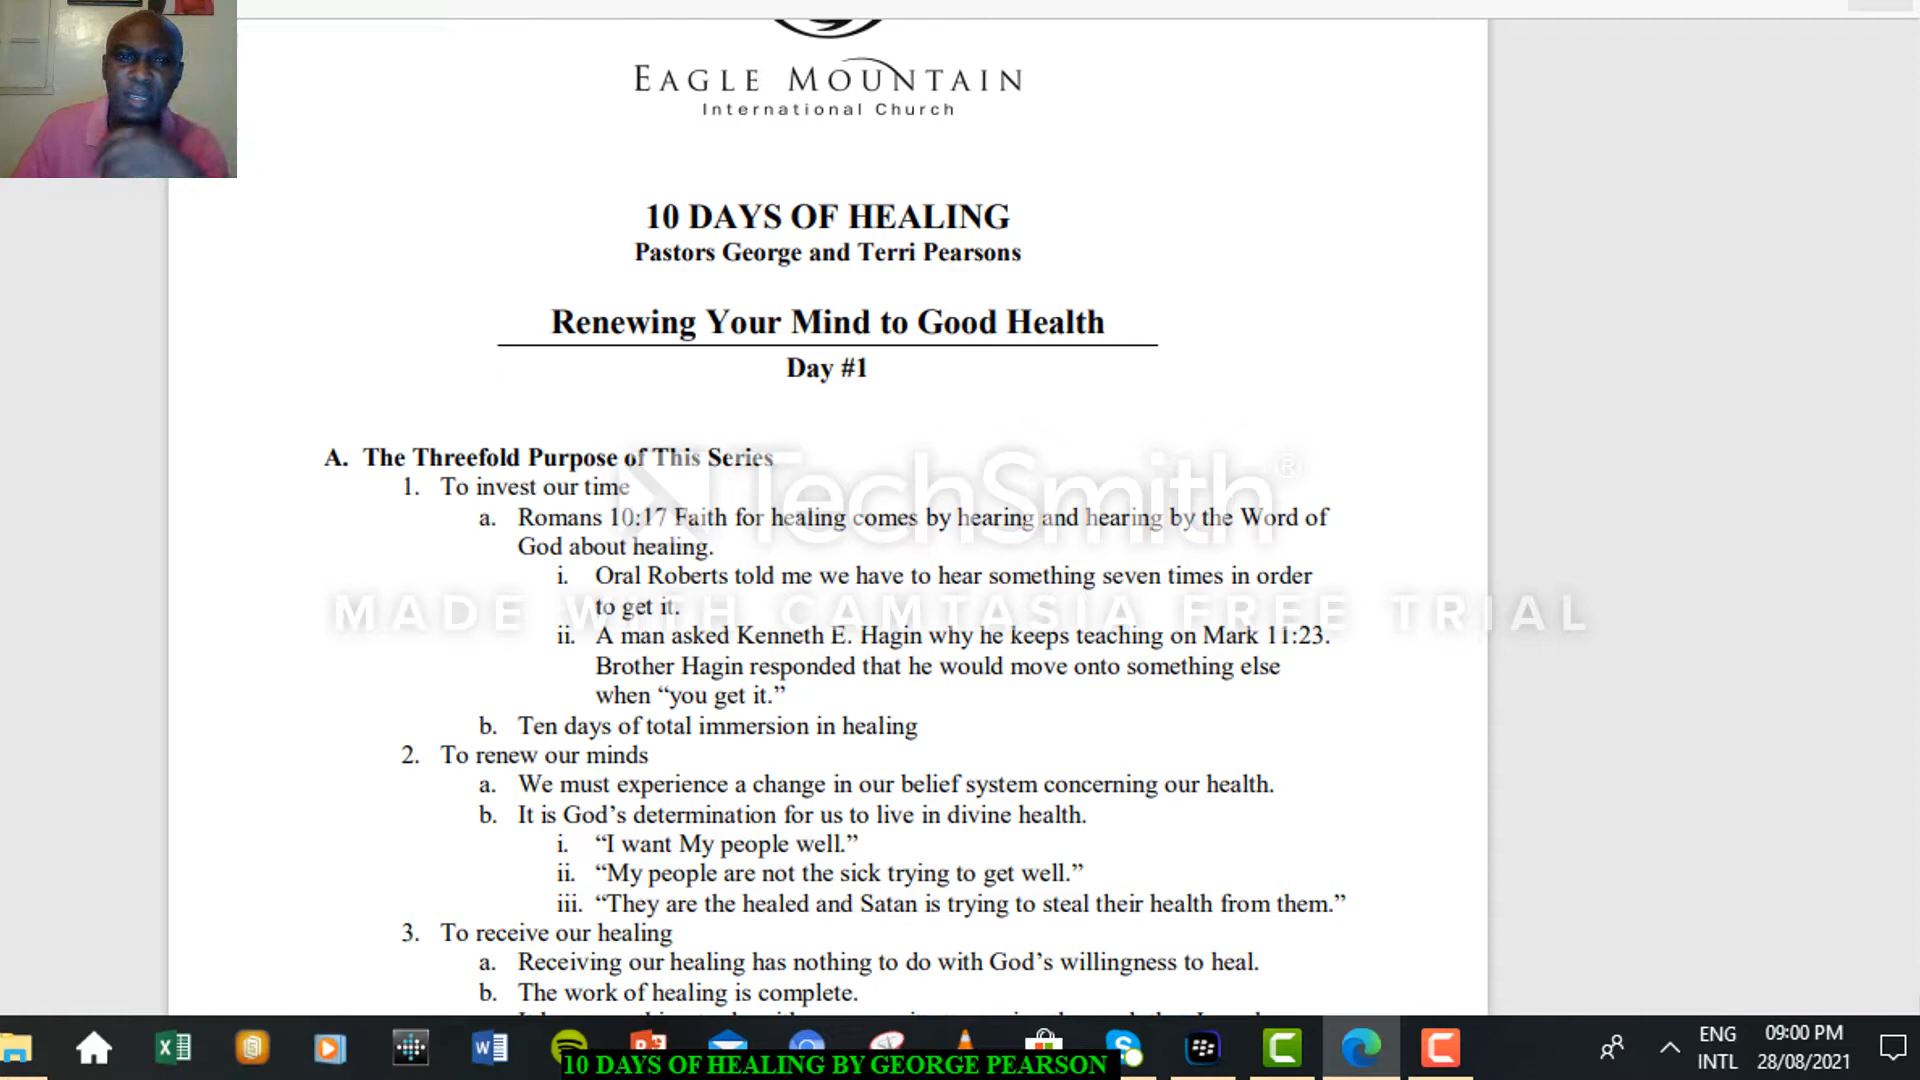 EAGLE MOUNTAIN
International Church
10 DAYS OF HEALING
Pastors George and Terri Pearsons
Renewing Your Mind to Good Health
Day #1
A. The Threefold Purpose of This Series
1. To invest our time
a. Romans 10:17 Faith for healing comes by hearing and hearing by the Word of
God about healing.
i. Oral Roberts told me we have to hear something seven times in order
to get it.
ii. A man asked Kenneth E. Hagin why he keeps teaching on Mark 11:23.
Brother Hagin responded that he would move onto something else
when “you get it.”
b. Ten days of total immersion in healing
2. To renew our minds
a. We must experience a change in our belief system concerning our health.
b. It is God’s determination for us to live in divine health.
i. “I want My people well.”
ii. “My people are not the sick trying to get well.”
iii. “They are the healed and Satan is trying to steal their health from them.”
3. To receive our healing
a. Receiving our healing has nothing to do with God’s willingness to heal.
b. The work of healing is complete.
TechSmith®
MADE WITH CAMTASIA FREE TRIAL
10 DAYS OF HEALING BY GEORGE PEARSON
ENG
INTL
09:00 PM
28/08/2021